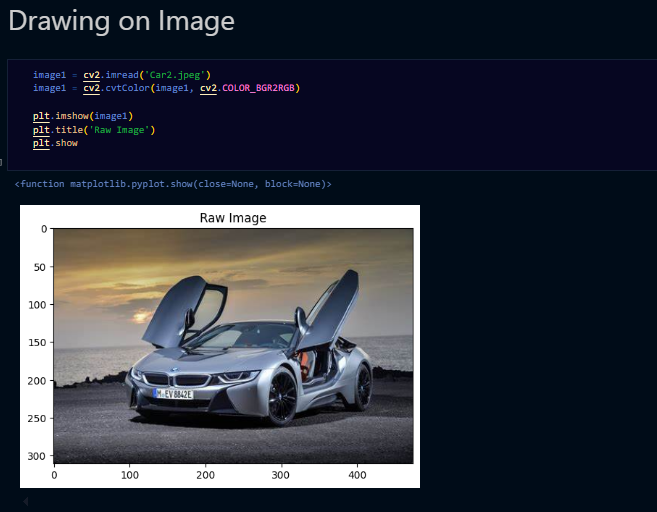 Drawing on Image
image1 = cv2.imread('Car2.jpeg')
image1 = cv2.cvtColor(image1, cv2.COLOR_BGR2RGB)
plt.imshow(image1)
plt.title('Raw Image')
plt.show
<function matplotlib.pyplot.show(close=None, block=None)>
Raw Image
0
50
100
150
200
M EV 8842E
250
300
0 100 200 300 400